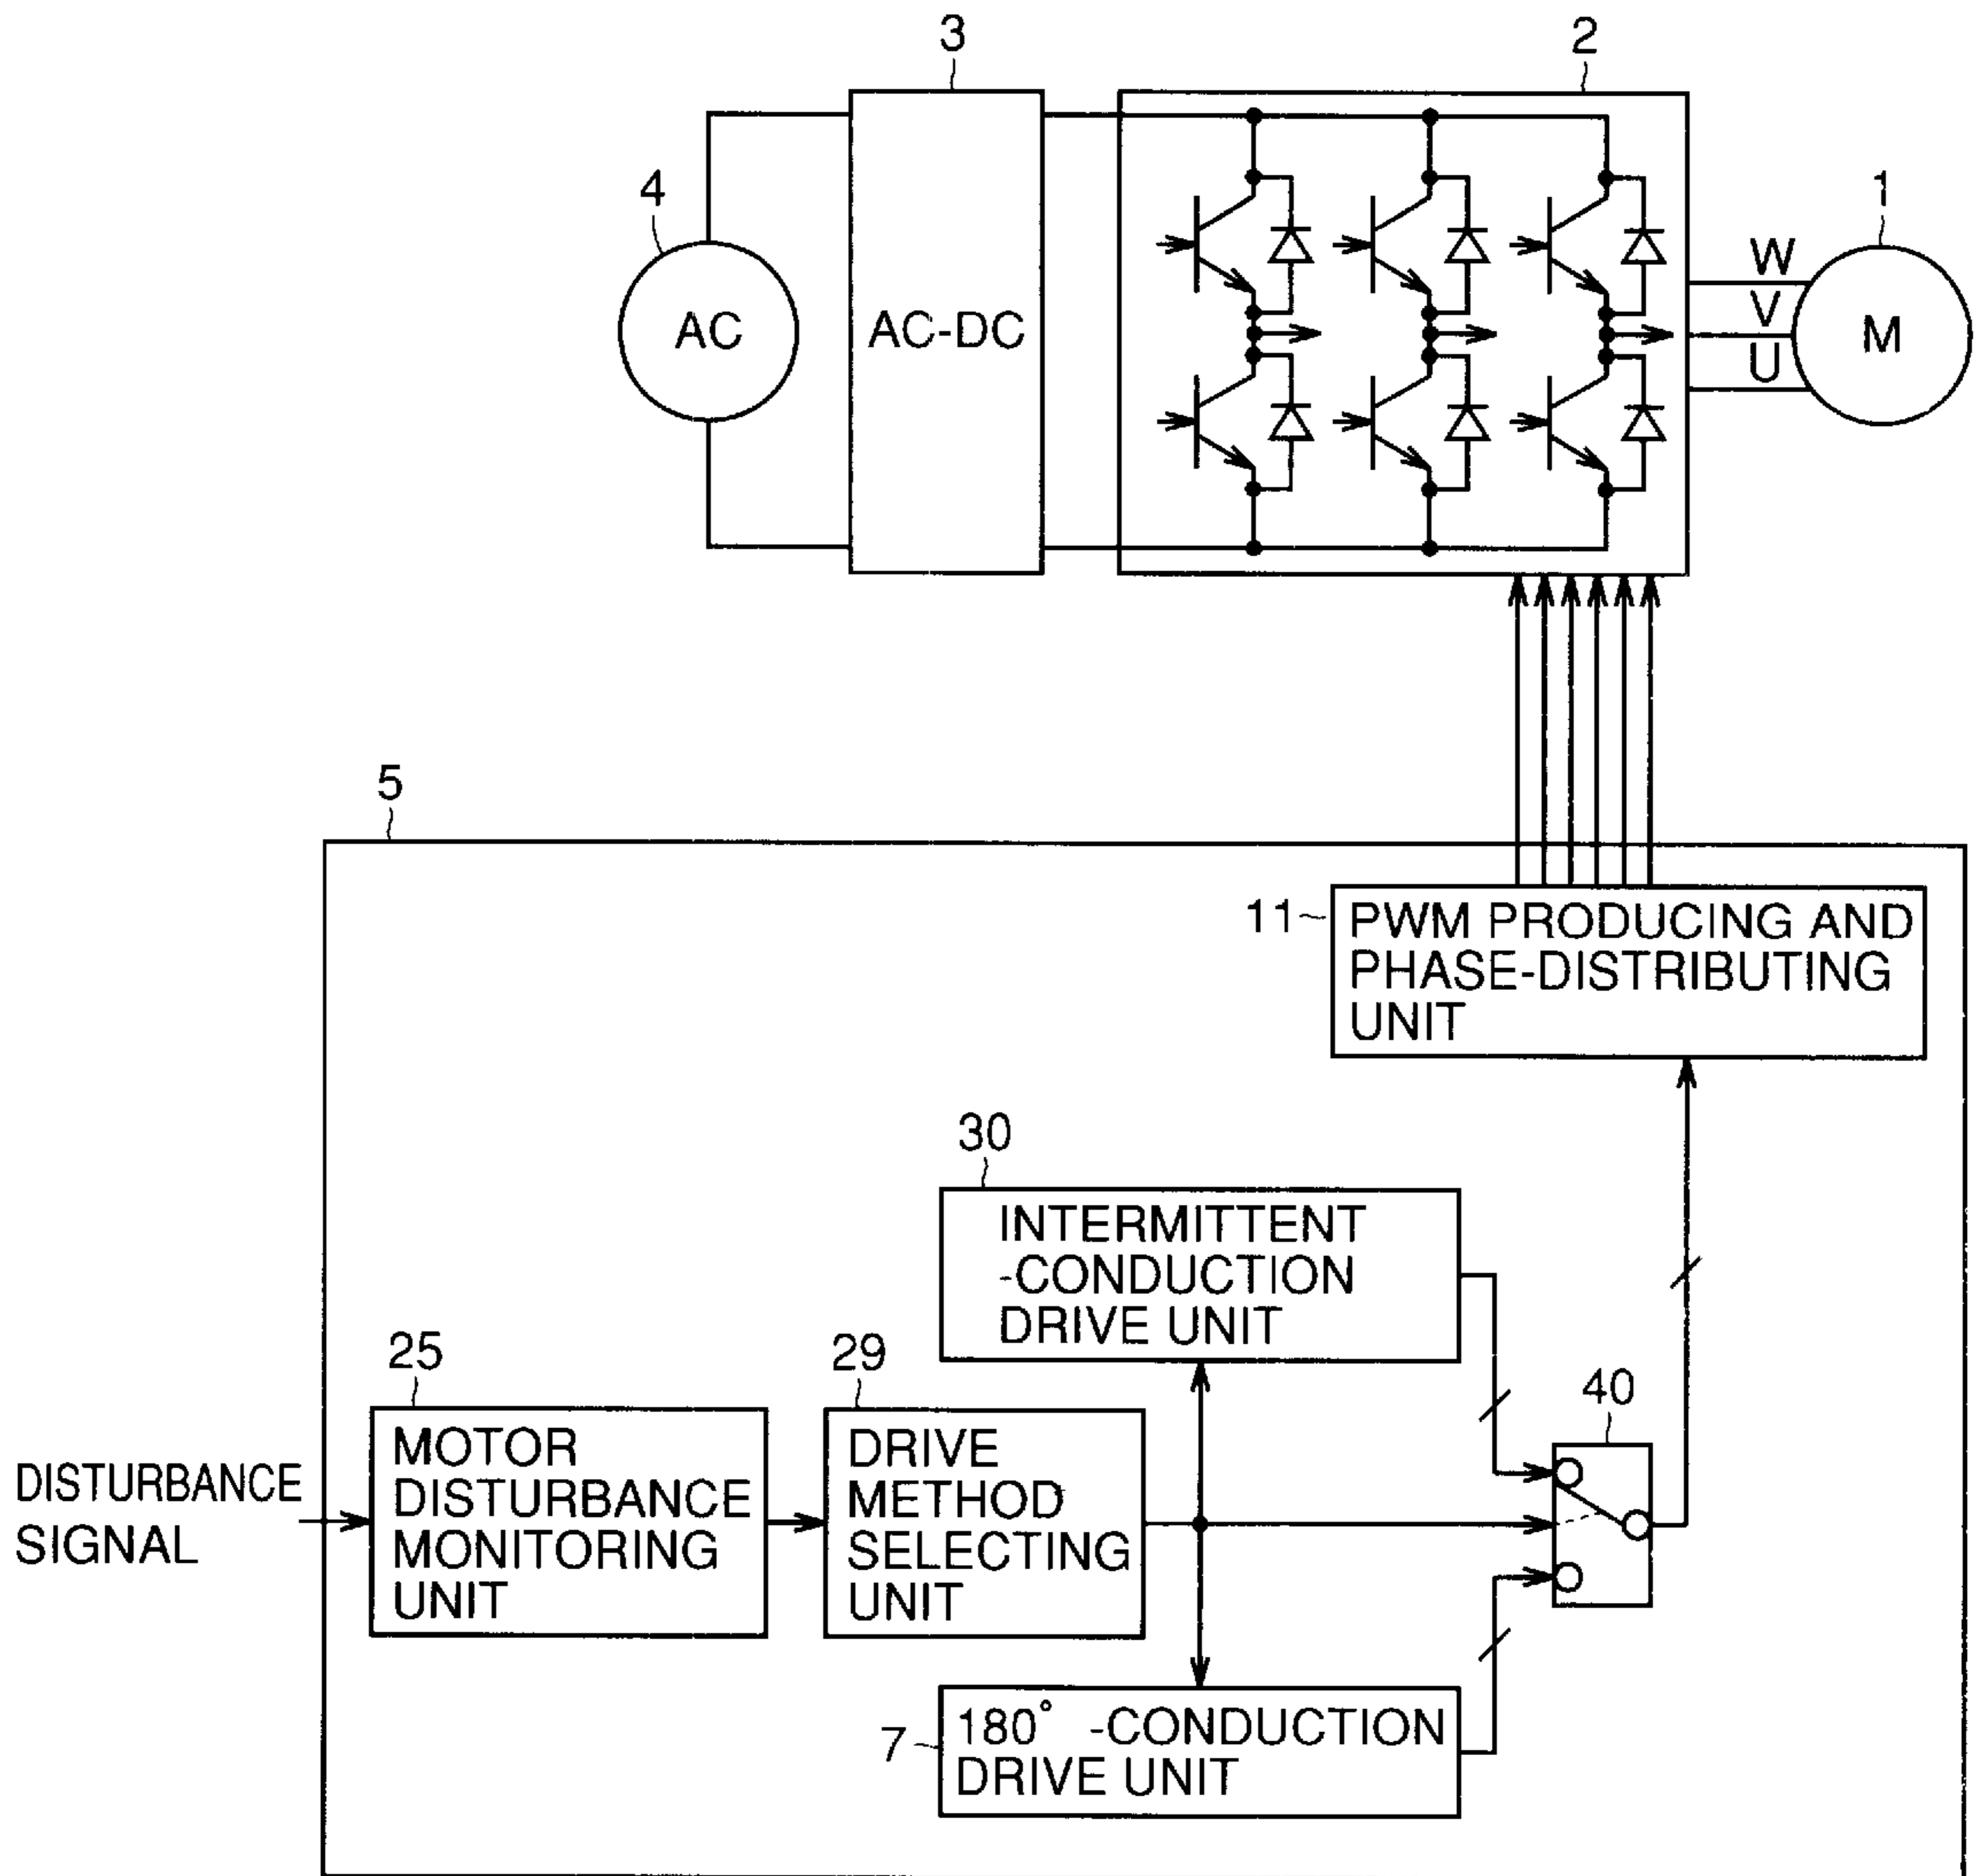 3
2
4
1
AC
AC-DC
W
V
U
M
5
11
PWM PRODUCING AND
PHASE-DISTRIBUTING
UNIT
30
INTERMITTENT
-CONDUCTION
DRIVE UNIT
25
29
40
MOTOR
DISTURBANCE
MONITORING
UNIT
DRIVE
METHOD
SELECTING
UNIT
DISTURBANCE
SIGNAL
7
180° -CONDUCTION
DRIVE UNIT